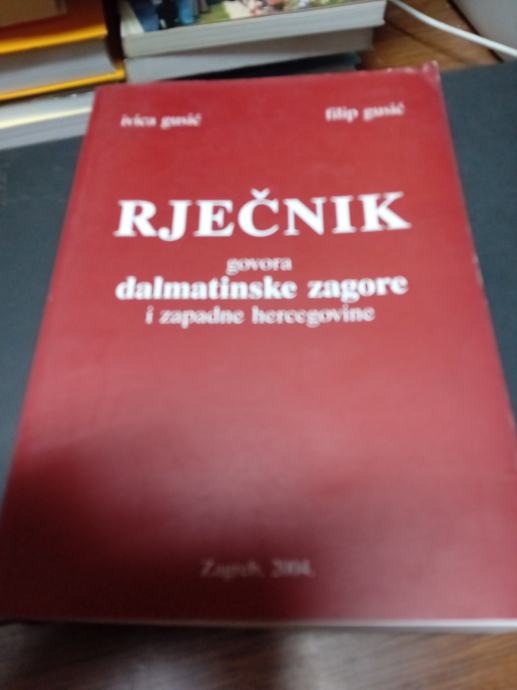 ivica gusić filip gusić
RJEČNIK
govora
dalmatinske zagore
i zapadne hercegovine
Zagreb, 2004.